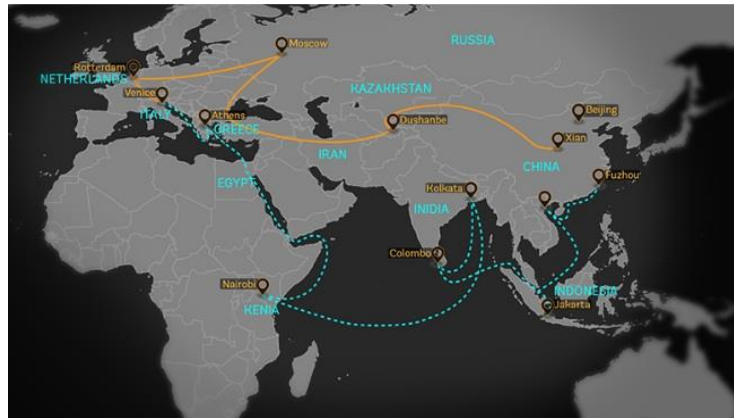 Moscow
RUSSIA
Rotterdam
NETHERLANDS
KAZAKHSTAN
Venice
ITALY
Athens
GREECE
Dushanbe
Beijing
Xian
IRAN
CHINA
EGYPT
Kolkata
Fuzhou
INIDIA
Colombo
Nairobi
KENIA
INDONESIA
Jakarta